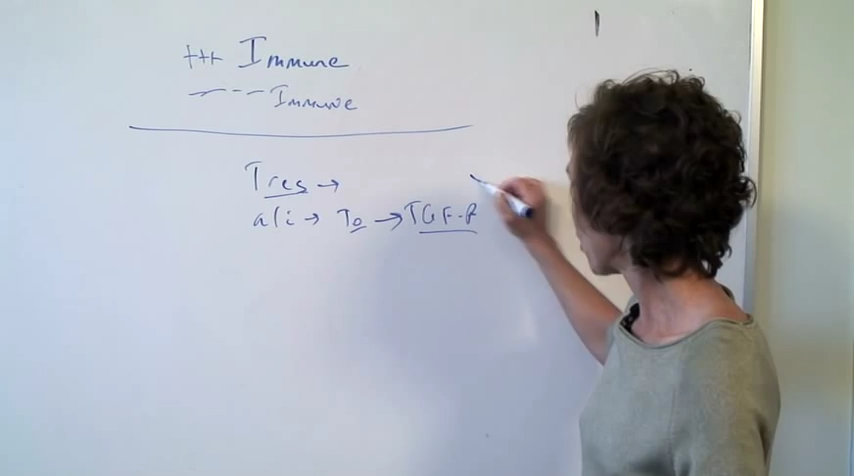 +++ Immune
--- Immune
Tres →
ali → To → TGF-β